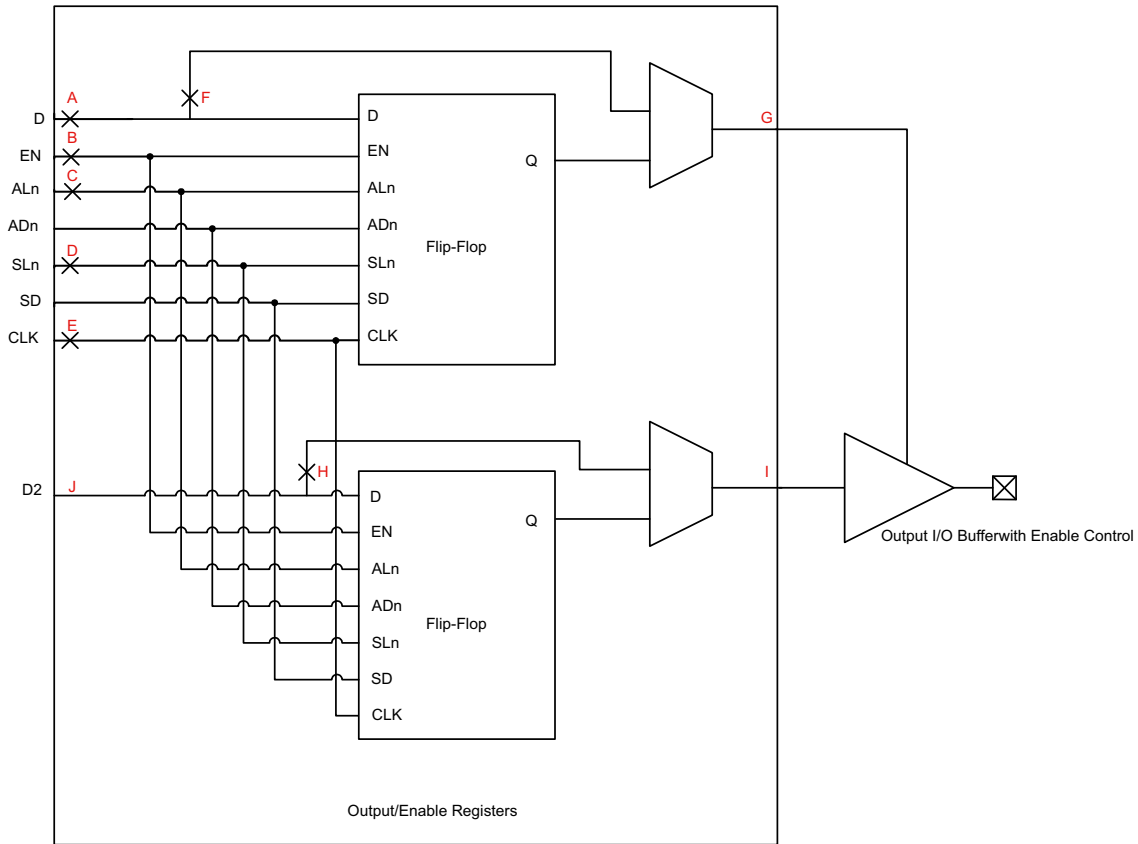 A
F
D
D
G
B
EN
EN
Q
C
ALn
ALn
ADn
ADn
D
SLn
SLn
Flip-Flop
SD
SD
E
CLK
CLK
H
I
D2
J
D
Q
EN
Output I/O Bufferwith Enable Control
ALn
ADn
Flip-Flop
SLn
SD
CLK
Output/Enable Registers